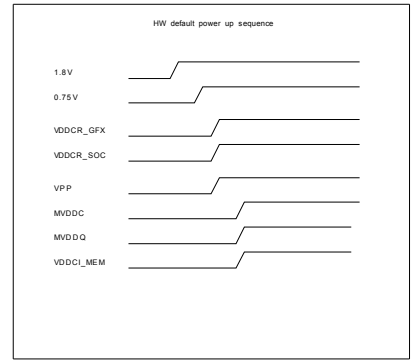 HW default power up sequence
1.8V
0.75V
VDDCR_GFX
VDDCR_SOC
VPP
MVDDC
MVDDQ
VDDCI_MEM